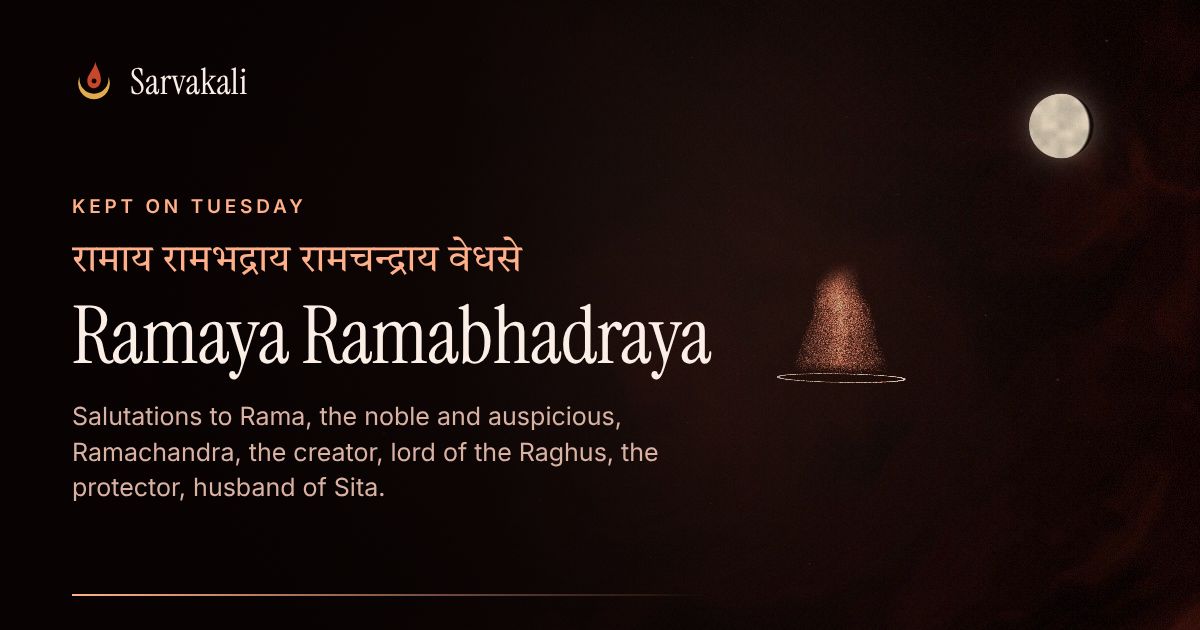 Sarvakali
KEPT ON TUESDAY
रामाय रामभद्राय रामचन्द्राय वेधसे
Ramaya Ramabhadraya
Salutations to Rama, the noble and auspicious,
Ramachandra, the creator, lord of the Raghus, the
protector, husband of Sita.